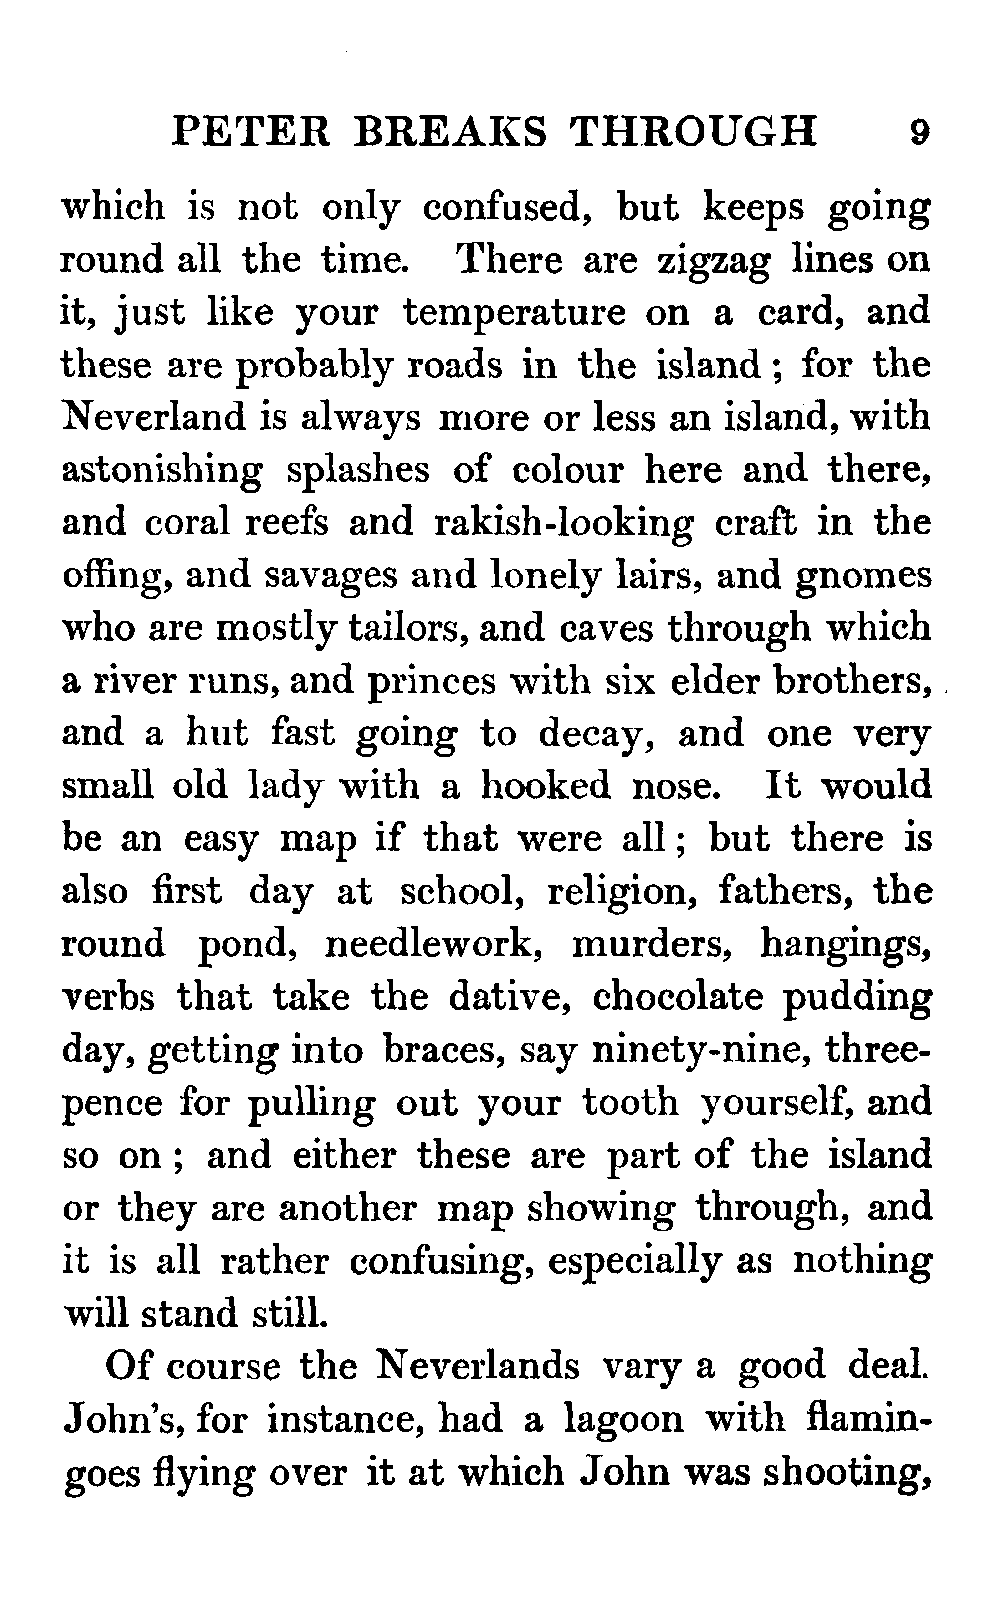 PETER BREAKS THROUGH 9
which is not only confused, but keeps going
round all the time. There are zigzag lines on
it, just like your temperature on a card, and
these are probably roads in the island ; for the
Neverland is always more or less an island, with
astonishing splashes of colour here and there,
and coral reefs and rakish-looking craft in the
offing, and savages and lonely lairs, and gnomes
who are mostly tailors, and caves through which
a river runs, and princes with six elder brothers,
and a hut fast going to decay, and one very
small old lady with a hooked nose. It would
be an easy map if that were all ; but there is
also first day at school, religion, fathers, the
round pond, needlework, murders, hangings,
verbs that take the dative, chocolate pudding
day, getting into braces, say ninety-nine, three-
pence for pulling out your tooth yourself, and
so on ; and either these are part of the island
or they are another map showing through, and
it is all rather confusing, especially as nothing
will stand still.
Of course the Neverlands vary a good deal.
John's, for instance, had a lagoon with flamin-
goes flying over it at which John was shooting,